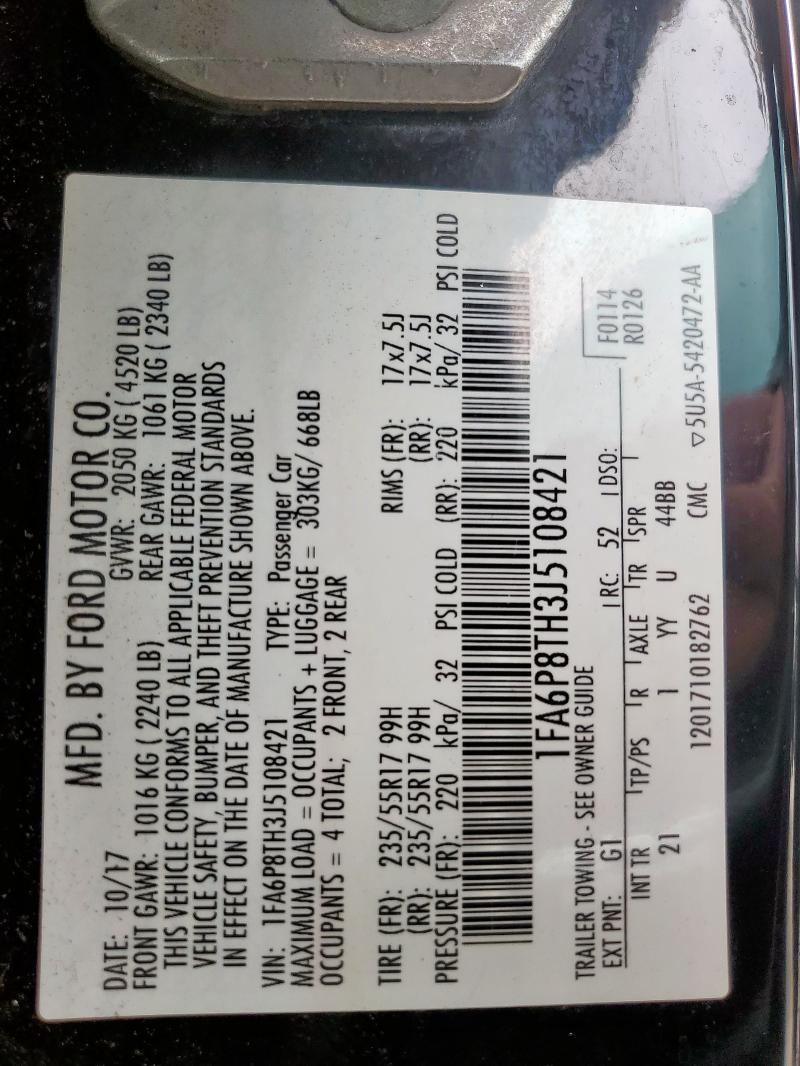 MFD. BY FORD MOTOR CO.
DATE: 10/17 GVWR: 2050 KG ( 4520 LB)
FRONT GAWR: 1016 KG ( 2240 LB) REAR GAWR: 1061 KG ( 2340 LB)
THIS VEHICLE CONFORMS TO ALL APPLICABLE FEDERAL MOTOR
VEHICLE SAFETY, BUMPER, AND THEFT PREVENTION STANDARDS
IN EFFECT ON THE DATE OF MANUFACTURE SHOWN ABOVE.
VIN: 1FA6P8TH3J5108421 TYPE: Passenger Car
MAXIMUM LOAD = OCCUPANTS + LUGGAGE = 303KG/ 668LB
OCCUPANTS = 4 TOTAL; 2 FRONT, 2 REAR
TIRE (FR): 235/55R17 99H RIMS (FR): 17x7.5J
(RR): 235/55R17 99H (RR): 17x7.5J
PRESSURE (FR): 220 kPa/ 32 PSI COLD (RR): 220 kPa/ 32 PSI COLD
1FA6P8TH3J5108421
TRAILER TOWING - SEE OWNER GUIDE F0114
R0126
EXT PNT: G1 RC: 52 DSO:
INT TR TP/PS R AXLE TR SPR
21 1 YY U 44BB
1201710182762 CMC ▽5U5A-5420472-AA